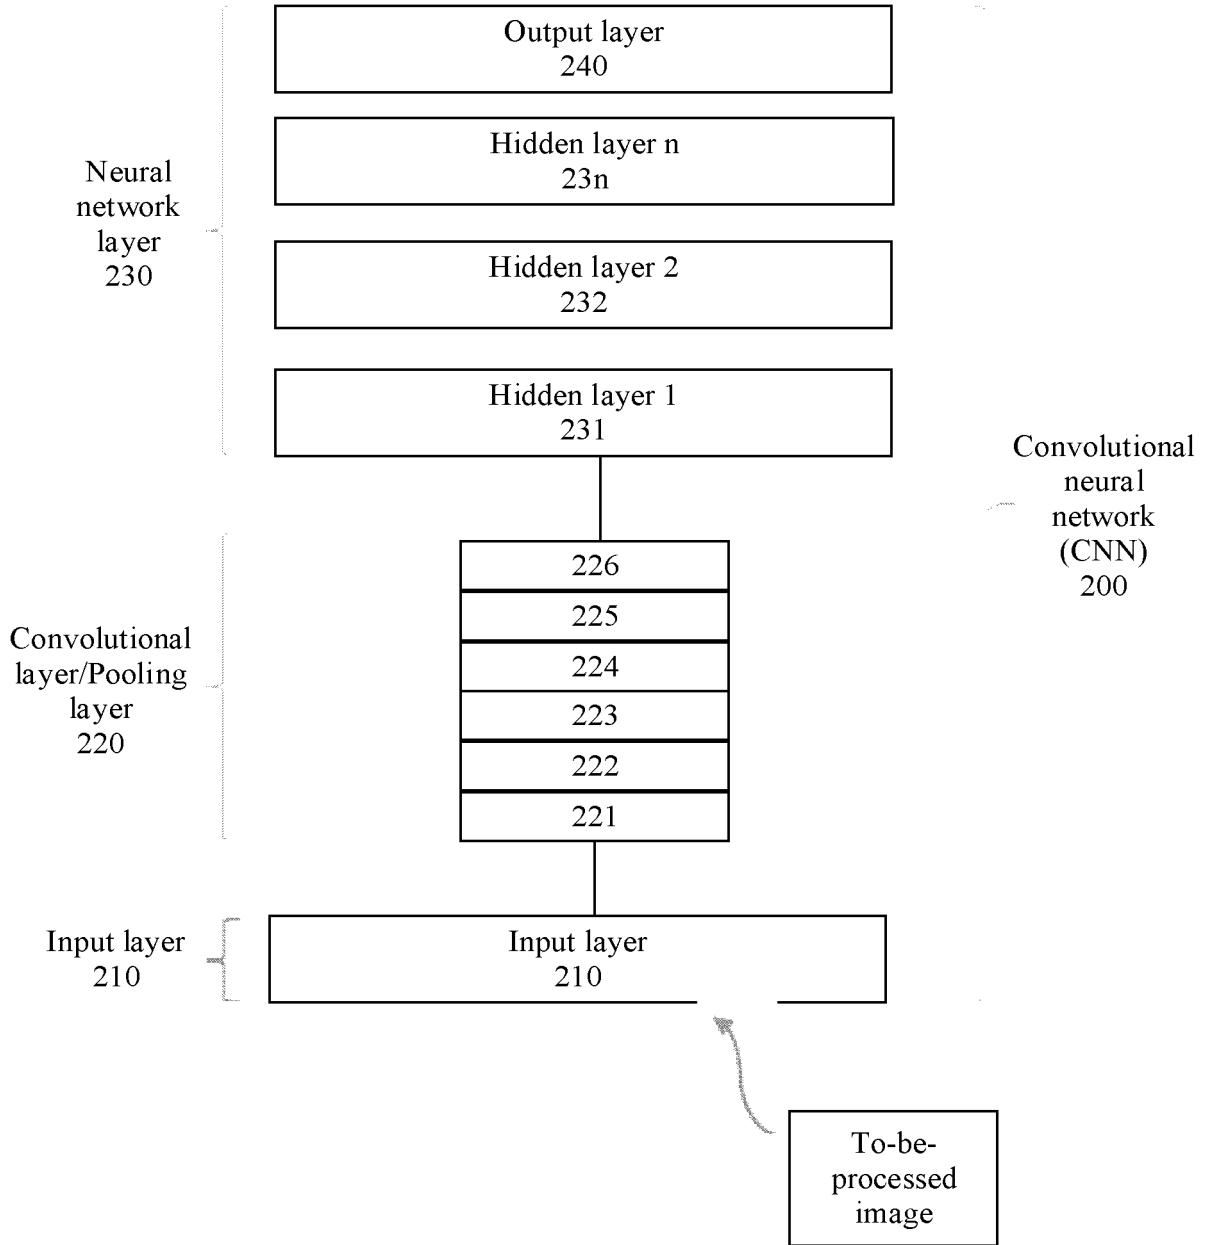 Output layer
240
Hidden layer n
23n
Neural
network
layer
230
Hidden layer 2
232
Hidden layer 1
231
Convolutional
neural
network
(CNN)
200
226
225
224
223
222
221
Convolutional
layer/Pooling
layer
220
Input layer
210
Input layer
210
To-be-
processed
image